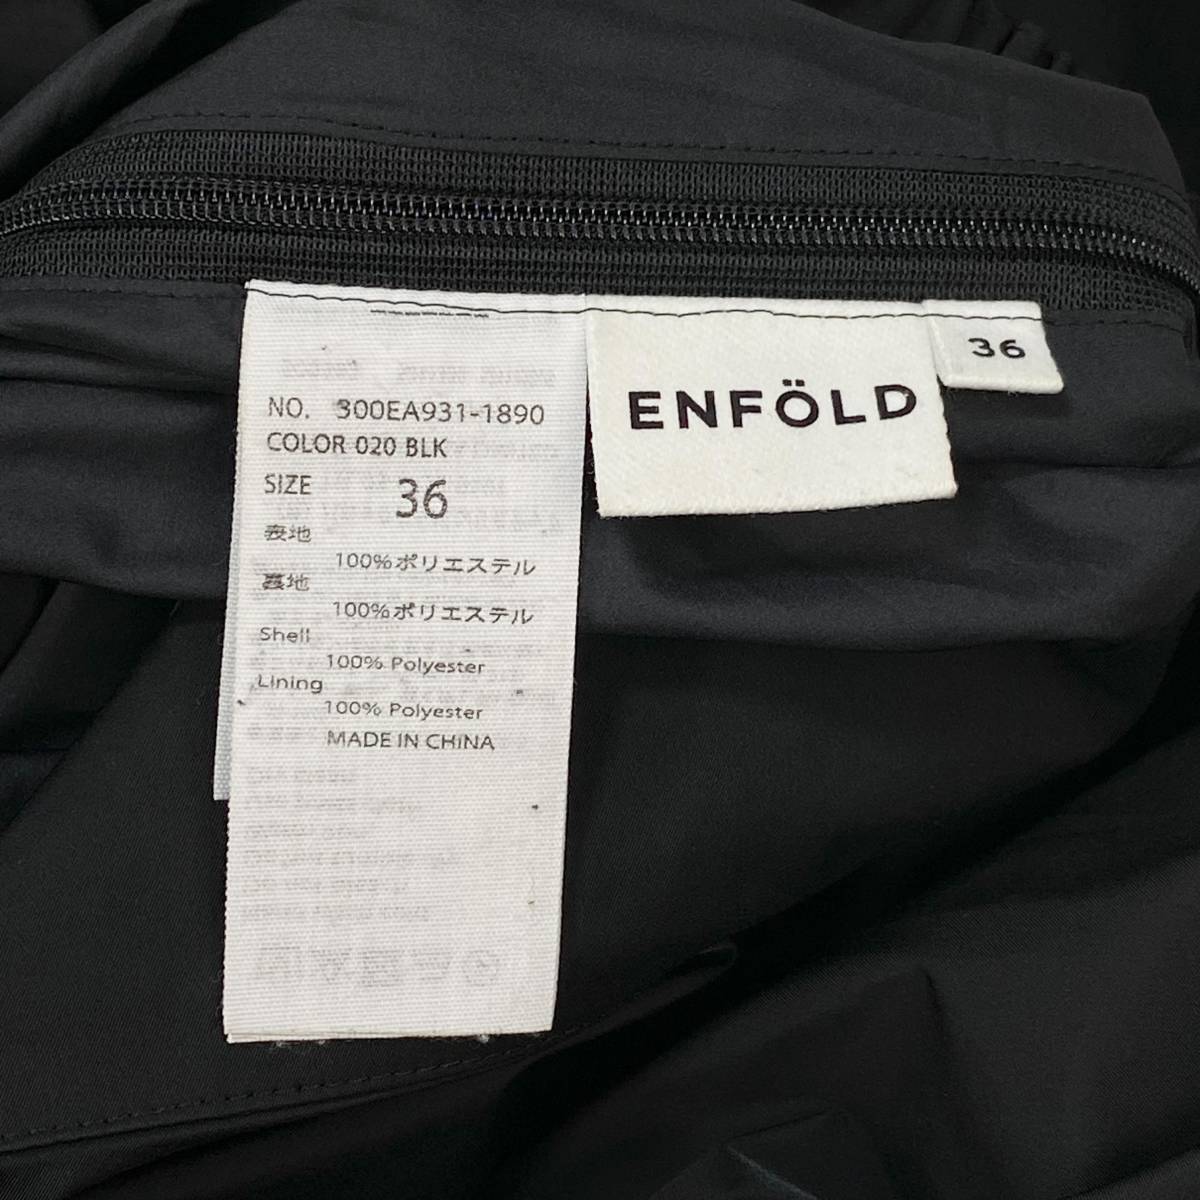 NO. 300EA931-1890
COLOR 020 BLK
SIZE 36
表地
100%ポリエステル
裏地
100%ポリエステル
Shell
100% Polyester
Lining
100% Polyester
MADE IN CHINA
ENFÖLD
36